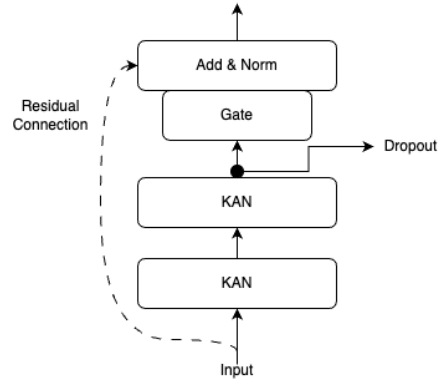 Add & Norm
Residual
Connection
Gate
Dropout
KAN
KAN
Input